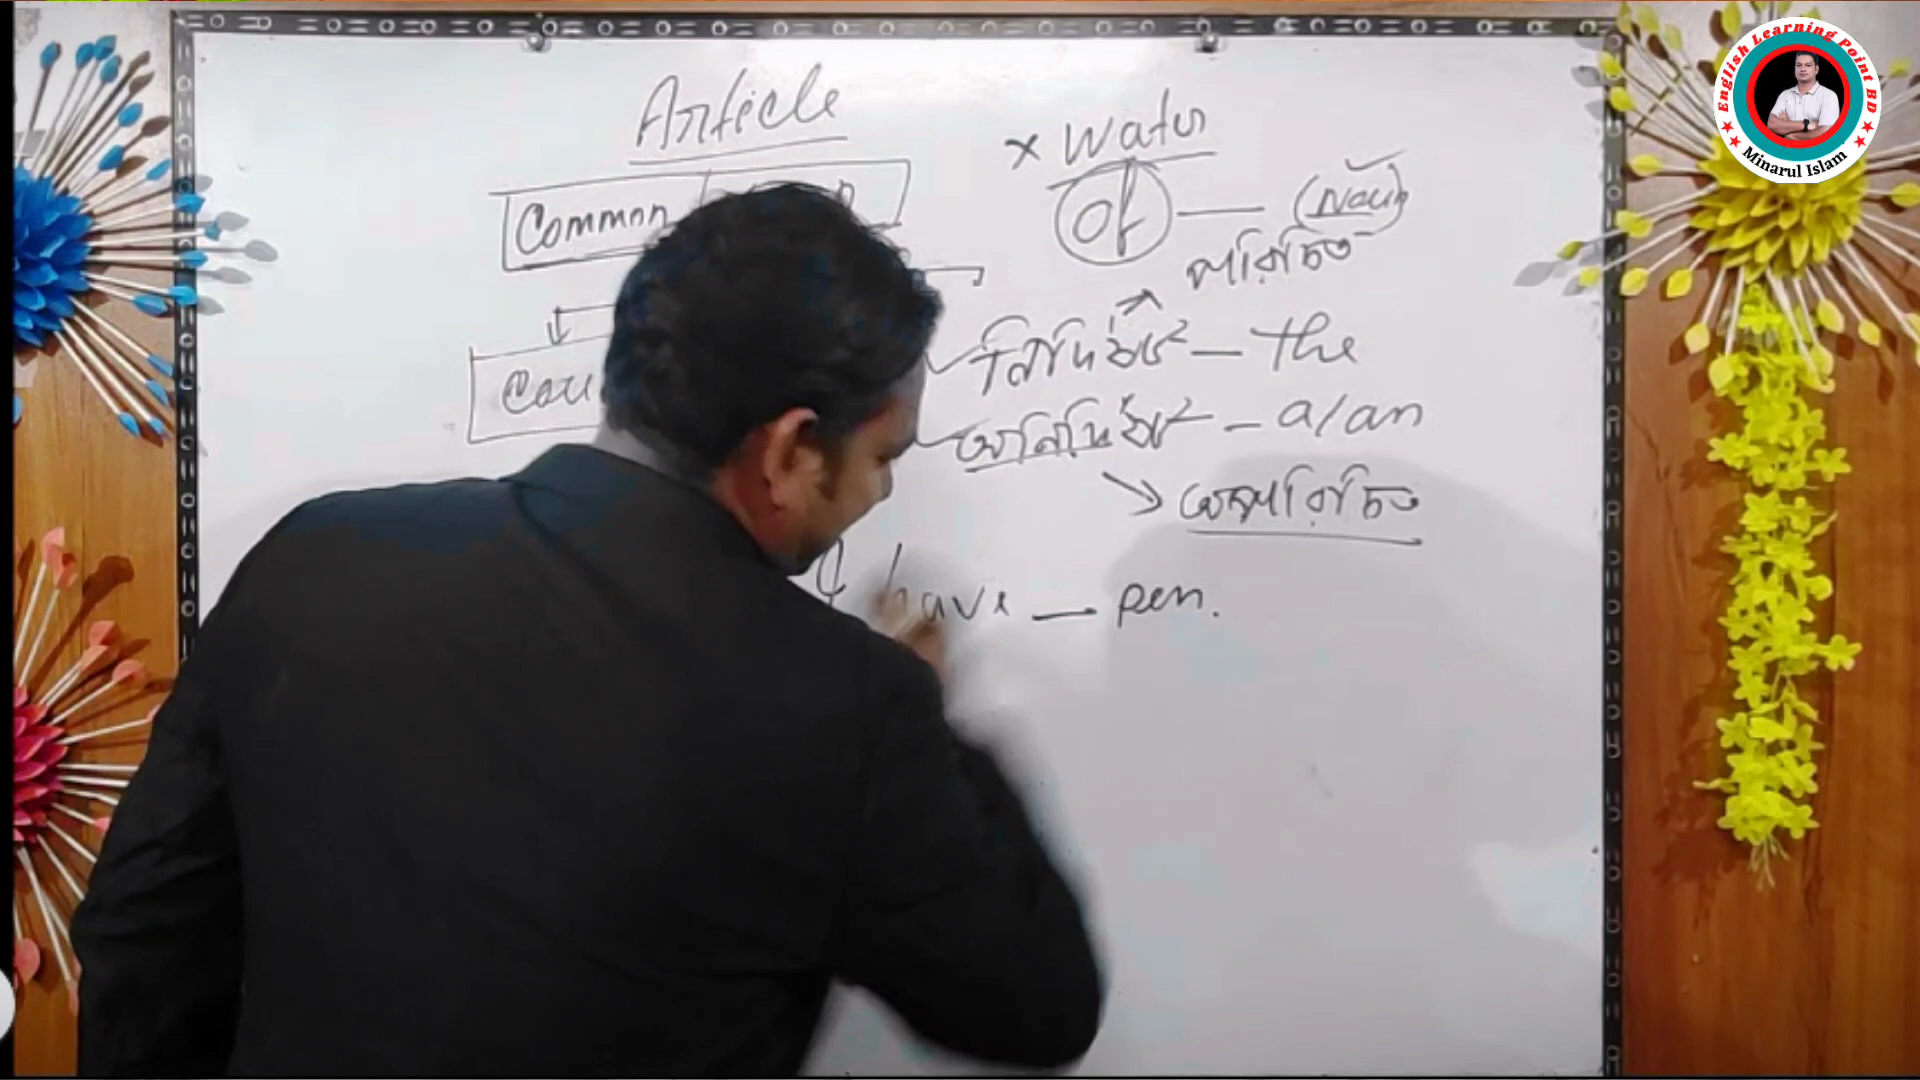 Article
× Water
Common
of — (Noun)
পরিচিত
নির্দিষ্ট — The
অনির্দিষ্ট — a/an
→ অপরিচিত
I have — pen.
English Learning Point BD
Minarul Islam